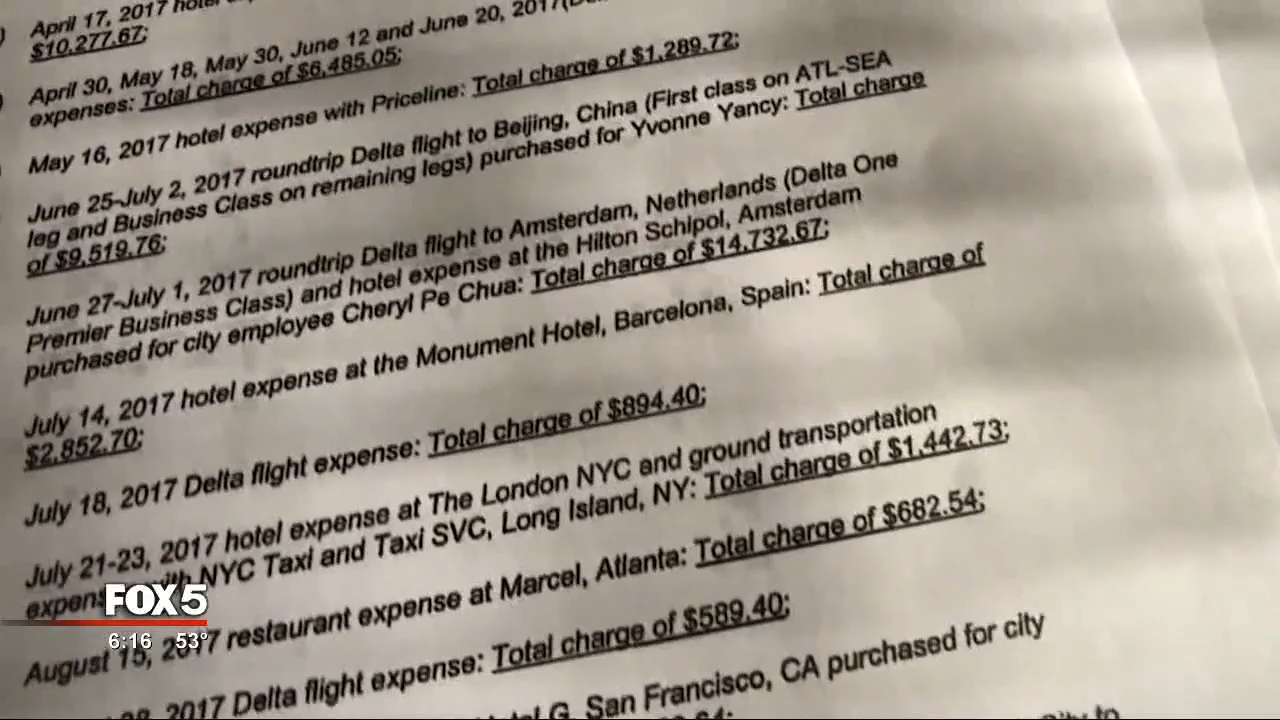 April 17, 2017 hotel
$10,277.67;
April 30, May 18, May 30, June 12 and June 20, 2017
expenses: Total charge of $6,485.05;
May 16, 2017 hotel expense with Priceline: Total charge of $1,289.72;
June 25-July 2, 2017 roundtrip Delta flight to Beijing, China (First class on ATL-SEA
leg and Business Class on remaining legs) purchased for Yvonne Yancy: Total charge
of $9,519.76;
June 27-July 1, 2017 roundtrip Delta flight to Amsterdam, Netherlands (Delta One
Premier Business Class) and hotel expense at the Hilton Schipol, Amsterdam
purchased for city employee Cheryl Pe Chua: Total charge of $14,732.67;
July 14, 2017 hotel expense at the Monument Hotel, Barcelona, Spain: Total charge of
$2,852.70;
July 18, 2017 Delta flight expense: Total charge of $894.40;
July 21-23, 2017 hotel expense at The London NYC and ground transportation
NYC Taxi and Taxi SVC, Long Island, NY: Total charge of $1,442.73;
August 15, 2017 restaurant expense at Marcel, Atlanta: Total charge of $682.54;
2017 Delta flight expense: Total charge of $589.40;
G, San Francisco, CA purchased for city
FOX 5
6:16 53°